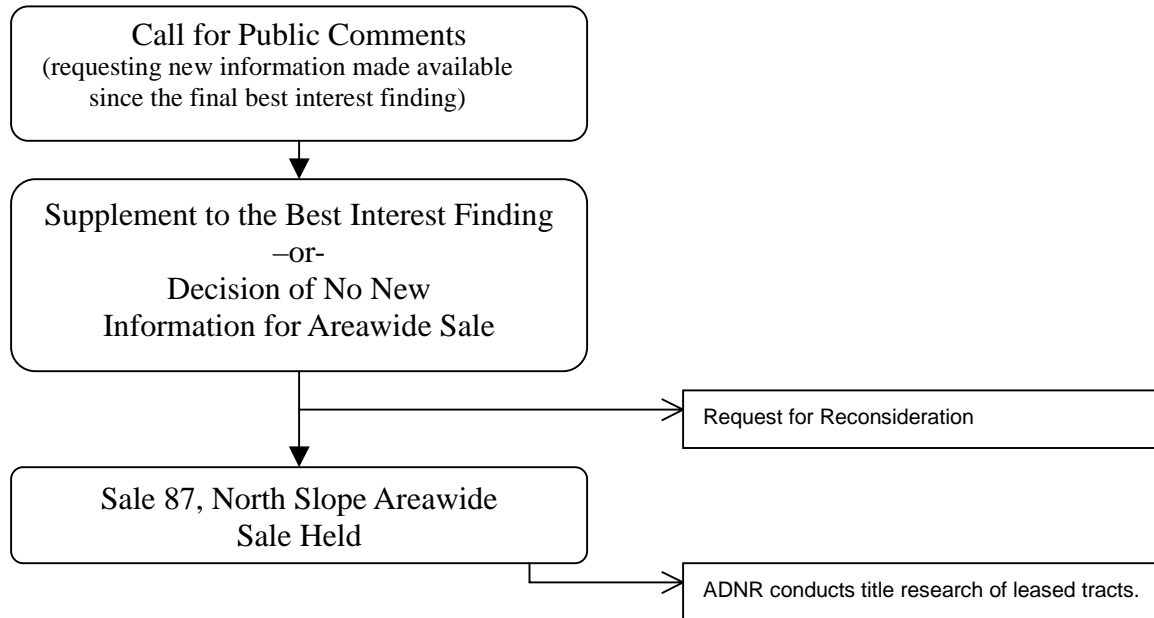 Call for Public Comments
(requesting new information made available
since the final best interest finding)
Supplement to the Best Interest Finding
–or-
Decision of No New
Information for Areawide Sale
Request for Reconsideration
Sale 87, North Slope Areawide
Sale Held
ADNR conducts title research of leased tracts.